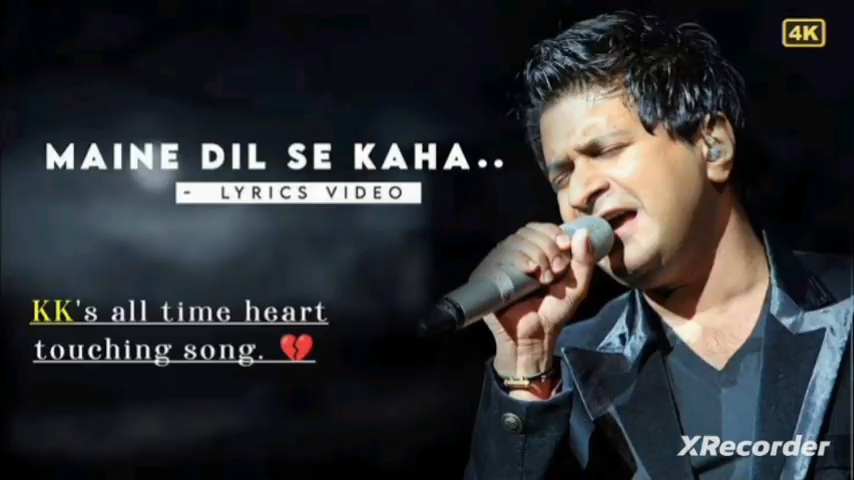 4K
MAINE DIL SE KAHA..
- LYRICS VIDEO
KK's all time heart
touching song. 💔
XRecorder